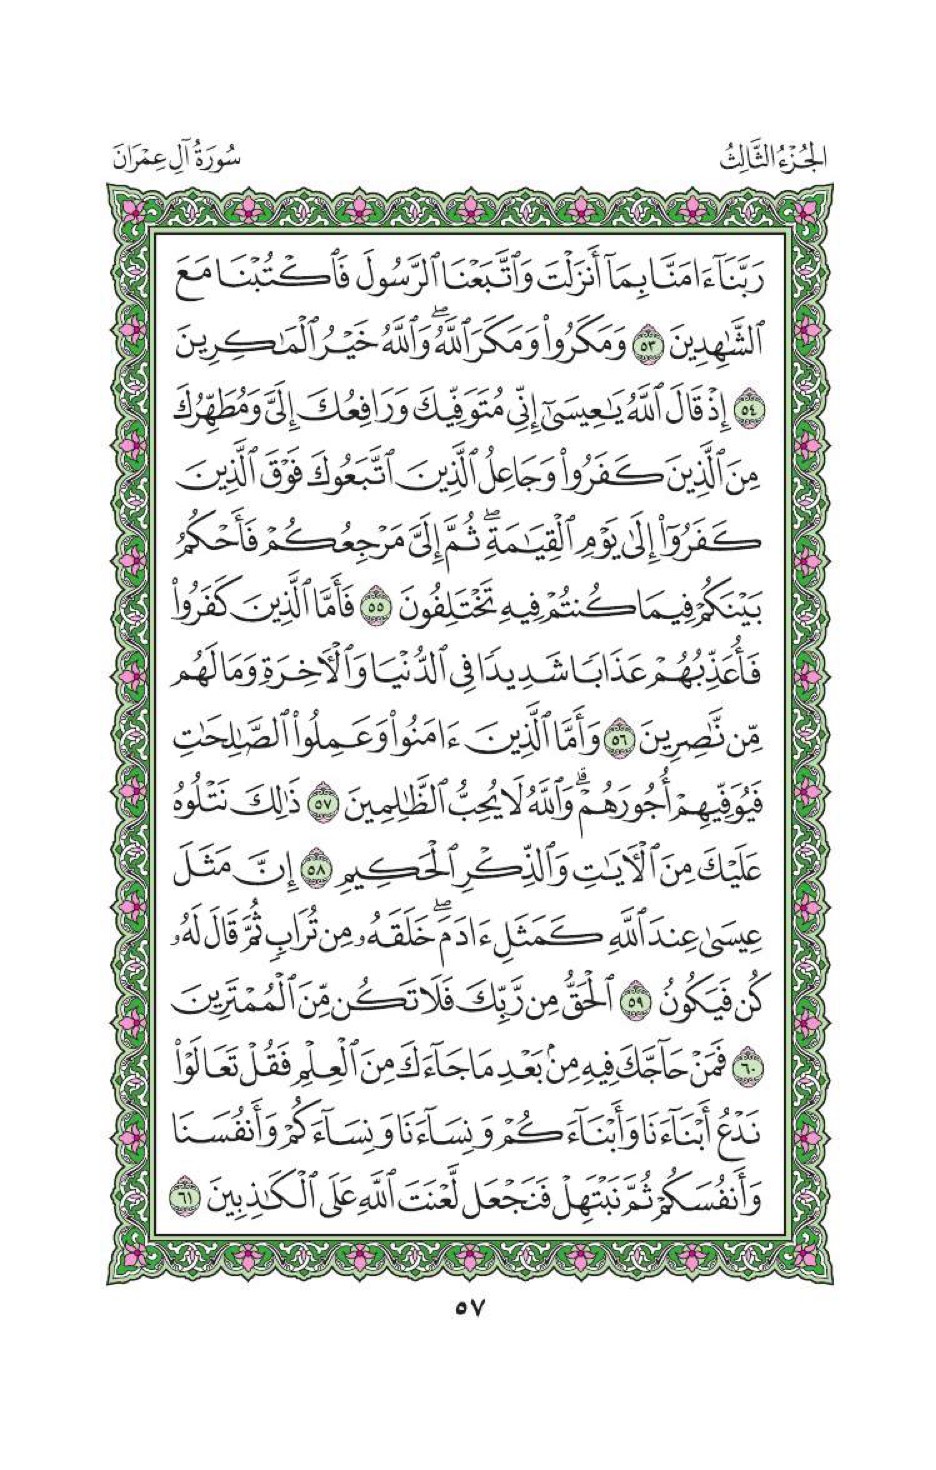 الجُزْءُ الثَّالِثُ
سُورَةُ آلِ عِمْرَانَ
رَبَّنَآ ءَامَنَّا بِمَآ أَنزَلْتَ وَٱتَّبَعْنَا ٱلرَّسُولَ فَٱكْتُبْنَا مَعَ
ٱلشَّٰهِدِينَ ٥٣ وَمَكَرُوا۟ وَمَكَرَ ٱللَّهُۖ وَٱللَّهُ خَيْرُ ٱلْمَٰكِرِينَ
٥٤ إِذْ قَالَ ٱللَّهُ يَٰعِيسَىٰٓ إِنِّى مُتَوَفِّيكَ وَرَافِعُكَ إِلَىَّ وَمُطَهِّرُكَ
مِنَ ٱلَّذِينَ كَفَرُوا۟ وَجَاعِلُ ٱلَّذِينَ ٱتَّبَعُوكَ فَوْقَ ٱلَّذِينَ
كَفَرُوٓا۟ إِلَىٰ يَوْمِ ٱلْقِيَٰمَةِۖ ثُمَّ إِلَىَّ مَرْجِعُكُمْ فَأَحْكُمُ
بَيْنَكُمْ فِيمَا كُنتُمْ فِيهِ تَخْتَلِفُونَ ٥٥ فَأَمَّا ٱلَّذِينَ كَفَرُوا۟
فَأُعَذِّبُهُمْ عَذَابًا شَدِيدًا فِى ٱلدُّنْيَا وَٱلْءَاخِرَةِ وَمَا لَهُم
مِّن نَّٰصِرِينَ ٥٦ وَأَمَّا ٱلَّذِينَ ءَامَنُوا۟ وَعَمِلُوا۟ ٱلصَّٰلِحَٰتِ
فَيُوَفِّيهِمْ أُجُورَهُمْۗ وَٱللَّهُ لَا يُحِبُّ ٱلظَّٰلِمِينَ ٥٧ ذَٰلِكَ نَتْلُوهُ
عَلَيْكَ مِنَ ٱلْءَايَٰتِ وَٱلذِّكْرِ ٱلْحَكِيمِ ٥٨ إِنَّ مَثَلَ
عِيسَىٰ عِندَ ٱللَّهِ كَمَثَلِ ءَادَمَۖ خَلَقَهُۥ مِن تُرَابٍ ثُمَّ قَالَ لَهُۥ
كُن فَيَكُونُ ٥٩ ٱلْحَقُّ مِن رَّبِّكَ فَلَا تَكُن مِّنَ ٱلْمُمْتَرِينَ
٦٠ فَمَنْ حَآجَّكَ فِيهِ مِنۢ بَعْدِ مَا جَآءَكَ مِنَ ٱلْعِلْمِ فَقُلْ تَعَالَوْا۟
نَدْعُ أَبْنَآءَنَا وَأَبْنَآءَكُمْ وَنِسَآءَنَا وَنِسَآءَكُمْ وَأَنفُسَنَا
وَأَنفُسَكُمْ ثُمَّ نَبْتَهِلْ فَنَجْعَل لَّعْنَتَ ٱللَّهِ عَلَى ٱلْكَٰذِبِينَ ٦١
٥٧